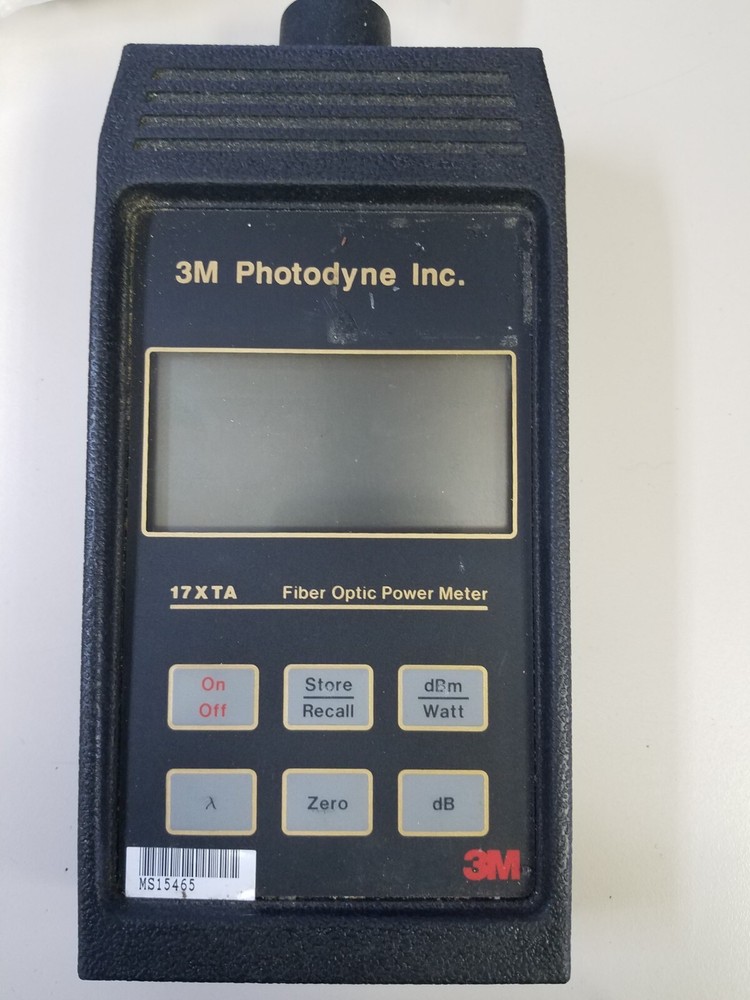 3M Photodyne Inc.
17XTA Fiber Optic Power Meter
On Store dBm
Off Recall Watt
λ Zero dB
3M
MS15465